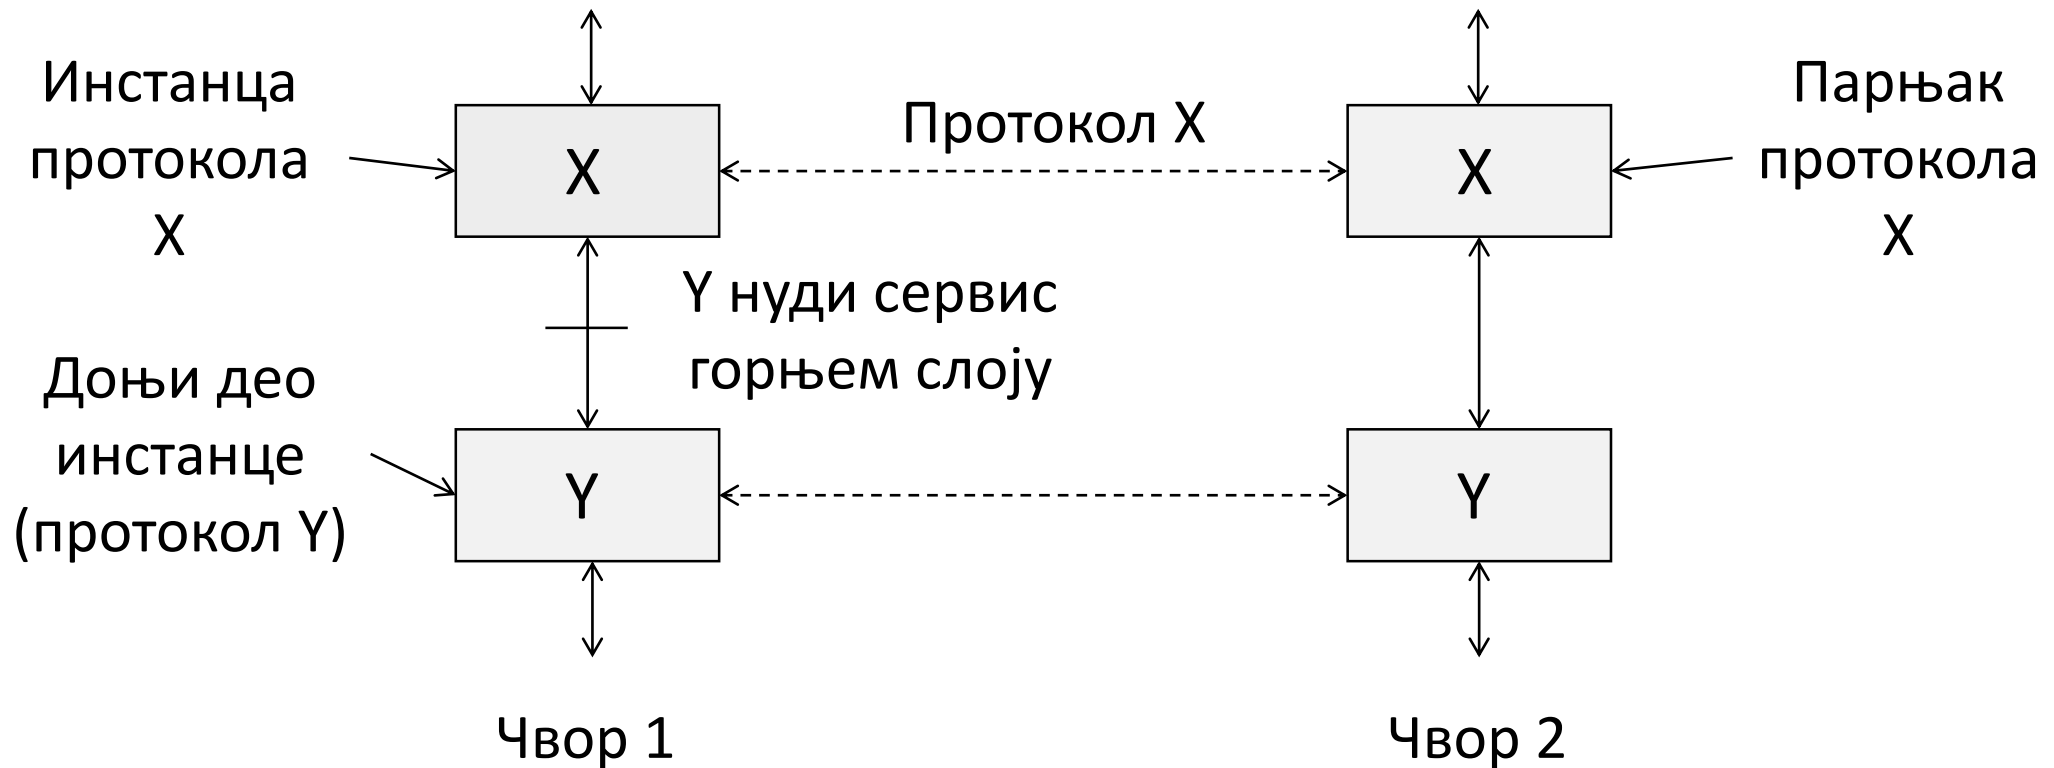 Инстанца
протокола
X
X
Протокол X
X
Парњак
протокола
X
Y нуди сервис
горњем слоју
Доњи део
инстанце
(протокол Y)
Y
Y
Чвор 1
Чвор 2